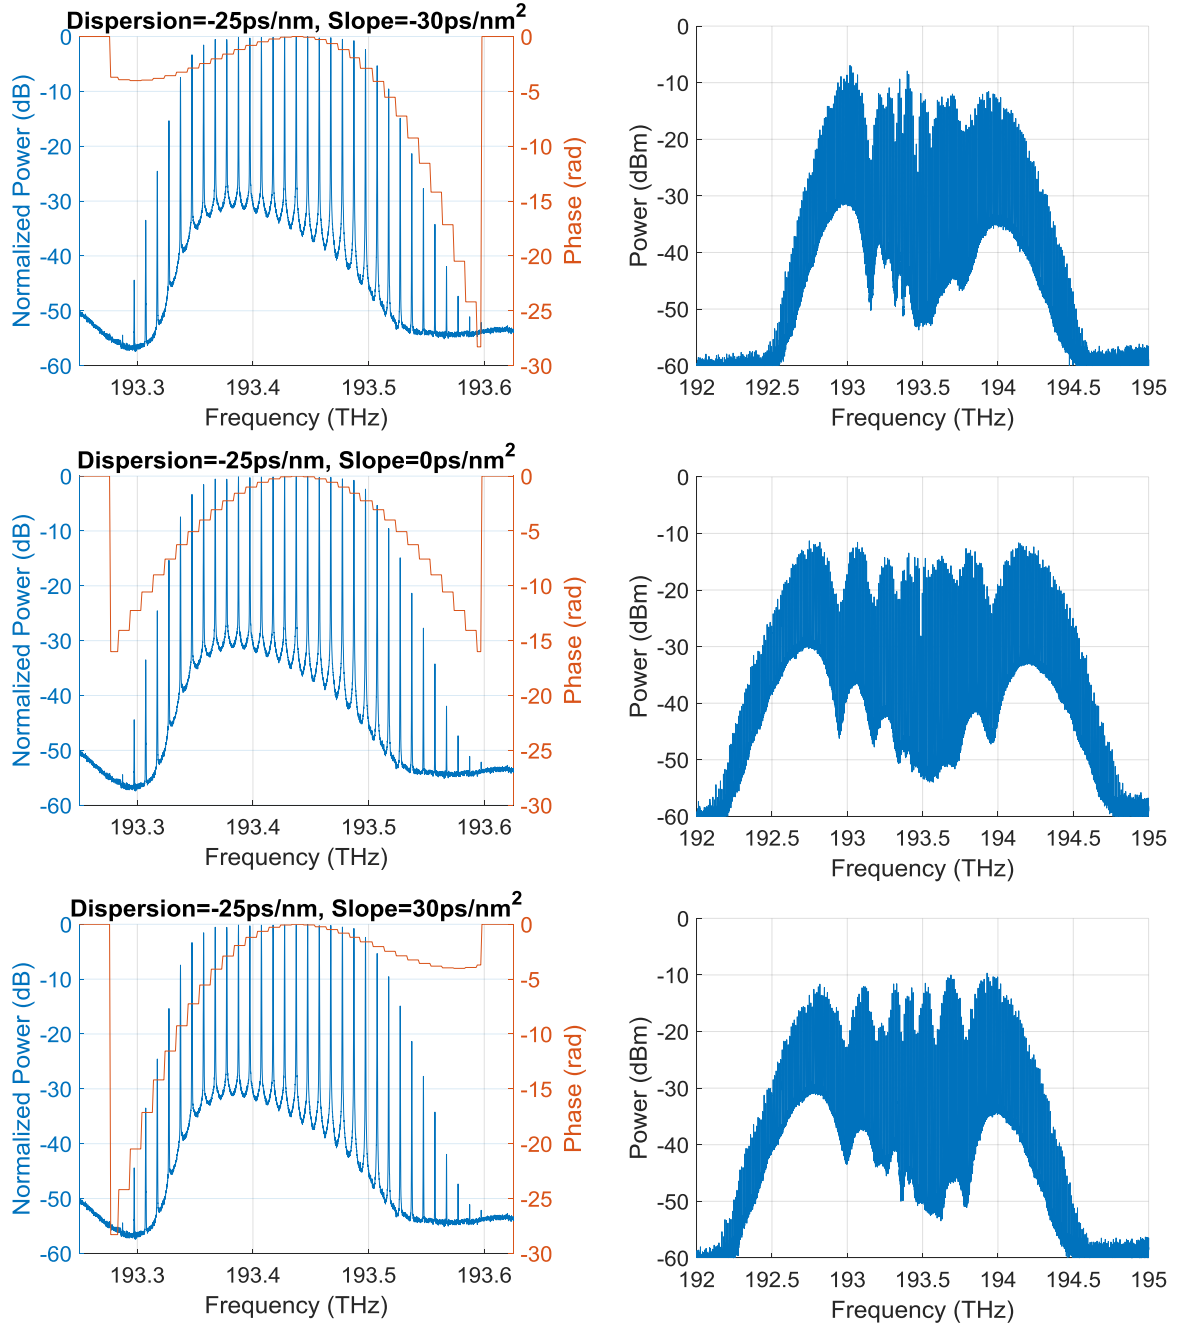 Dispersion=-25ps/nm, Slope=-30ps/nm²
0
-10
-20
-30
-40
-50
-60
Normalized Power (dB)
0
-5
-10
-15
-20
-25
-30
Phase (rad)
193.3 193.4 193.5 193.6
Frequency (THz)
0
-10
-20
-30
-40
-50
-60
Power (dBm)
192 192.5 193 193.5 194 194.5 195
Frequency (THz)
Dispersion=-25ps/nm, Slope=0ps/nm²
0
-10
-20
-30
-40
-50
-60
Normalized Power (dB)
0
-5
-10
-15
-20
-25
-30
Phase (rad)
193.3 193.4 193.5 193.6
Frequency (THz)
0
-10
-20
-30
-40
-50
-60
Power (dBm)
192 192.5 193 193.5 194 194.5 195
Frequency (THz)
Dispersion=-25ps/nm, Slope=30ps/nm²
0
-10
-20
-30
-40
-50
-60
Normalized Power (dB)
0
-5
-10
-15
-20
-25
-30
Phase (rad)
193.3 193.4 193.5 193.6
Frequency (THz)
0
-10
-20
-30
-40
-50
-60
Power (dBm)
192 192.5 193 193.5 194 194.5 195
Frequency (THz)